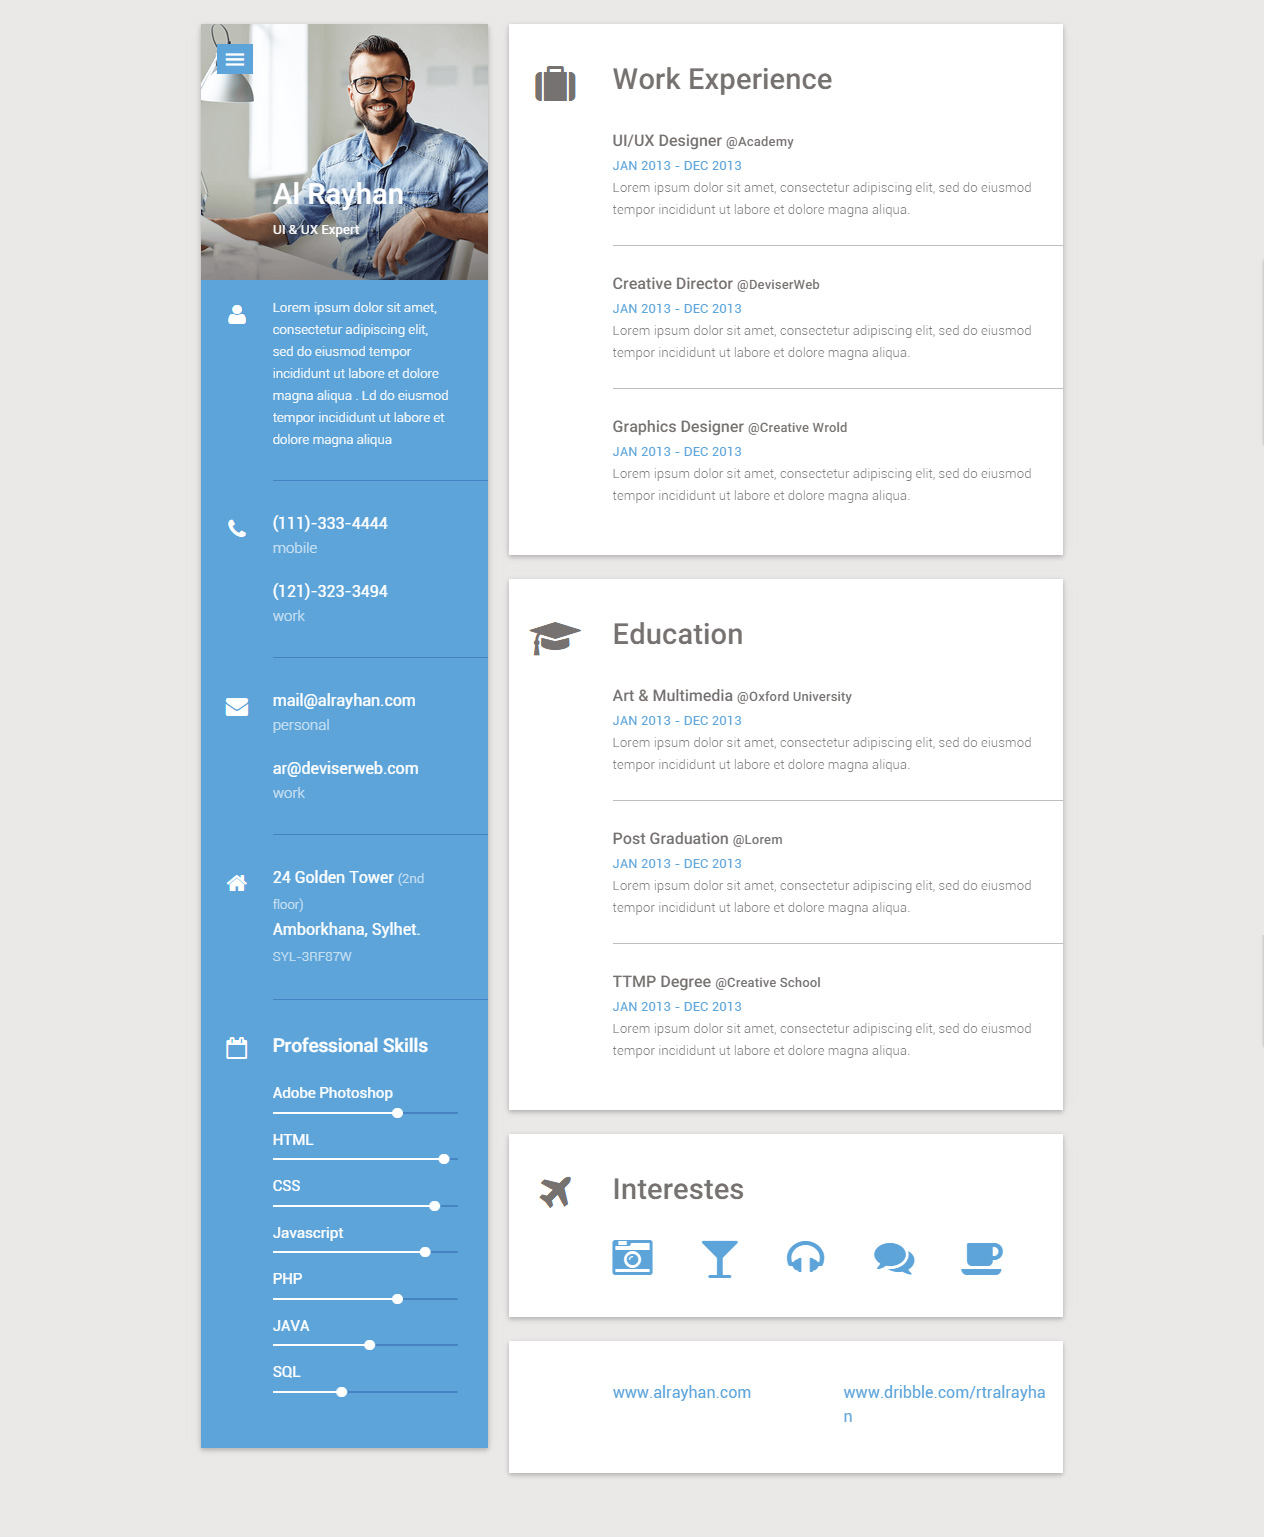 Al Rayhan
UI & UX Expert
Lorem ipsum dolor sit amet,
consectetur adipiscing elit,
sed do eiusmod tempor
incididunt ut labore et dolore
magna aliqua . Ld do eiusmod
tempor incididunt ut labore et
dolore magna aliqua
(111)-333-4444
mobile
(121)-323-3494
work
mail@alrayhan.com
personal
ar@deviserweb.com
work
24 Golden Tower (2nd
floor)
Amborkhana, Sylhet.
SYL-3RF87W
Professional Skills
Adobe Photoshop
HTML
CSS
Javascript
PHP
JAVA
SQL
Work Experience
UI/UX Designer @Academy
JAN 2013 - DEC 2013
Lorem ipsum dolor sit amet, consectetur adipiscing elit, sed do eiusmod
tempor incididunt ut labore et dolore magna aliqua.
Creative Director @DeviserWeb
JAN 2013 - DEC 2013
Lorem ipsum dolor sit amet, consectetur adipiscing elit, sed do eiusmod
tempor incididunt ut labore et dolore magna aliqua.
Graphics Designer @Creative Wrold
JAN 2013 - DEC 2013
Lorem ipsum dolor sit amet, consectetur adipiscing elit, sed do eiusmod
tempor incididunt ut labore et dolore magna aliqua.
Education
Art & Multimedia @Oxford University
JAN 2013 - DEC 2013
Lorem ipsum dolor sit amet, consectetur adipiscing elit, sed do eiusmod
tempor incididunt ut labore et dolore magna aliqua.
Post Graduation @Lorem
JAN 2013 - DEC 2013
Lorem ipsum dolor sit amet, consectetur adipiscing elit, sed do eiusmod
tempor incididunt ut labore et dolore magna aliqua.
TTMP Degree @Creative School
JAN 2013 - DEC 2013
Lorem ipsum dolor sit amet, consectetur adipiscing elit, sed do eiusmod
tempor incididunt ut labore et dolore magna aliqua.
Interestes
www.alrayhan.com
www.dribble.com/rtralrayha
n